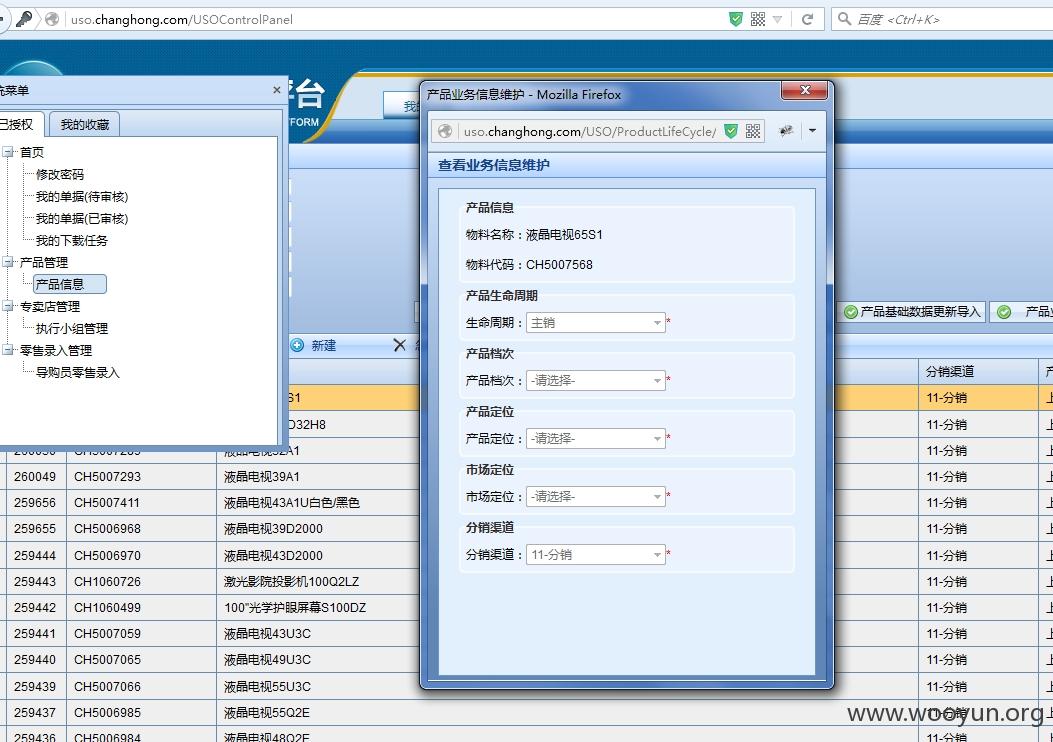 uso.changhong.com/USOControlPanel
百度 <Ctrl+K>
菜单
平台
FORM
已授权
我的收藏
首页
修改密码
我的单据(待审核)
我的单据(已审核)
我的下载任务
产品管理
产品信息
专卖店管理
执行小组管理
零售录入管理
导购员零售录入
产品业务信息维护 - Mozilla Firefox
uso.changhong.com/USO/ProductLifeCycle/
查看业务信息维护
产品信息
物料名称：液晶电视65S1
物料代码：CH5007568
产品生命周期
生命周期：主销 *
产品档次
产品档次：-请选择- *
产品定位
产品定位：-请选择- *
市场定位
市场定位：-请选择- *
分销渠道
分销渠道：11-分销 *
产品基础数据更新导入
新建
分销渠道
S1 11-分销
D32H8 11-分销
11-分销
260049 CH5007293 液晶电视39A1 11-分销
259656 CH5007411 液晶电视43A1U白色/黑色 11-分销
259655 CH5006968 液晶电视39D2000 11-分销
259444 CH5006970 液晶电视43D2000 11-分销
259443 CH1060726 激光影院投影机100Q2LZ 11-分销
259442 CH1060499 100"光学护眼屏幕S100DZ 11-分销
259441 CH5007059 液晶电视43U3C 11-分销
259440 CH5007065 液晶电视49U3C 11-分销
259439 CH5007066 液晶电视55U3C 11-分销
259437 CH5006985 液晶电视55Q2E 11-分销
259436 CH5006984 液晶电视48Q2E 11-分销
www.wooyun.org